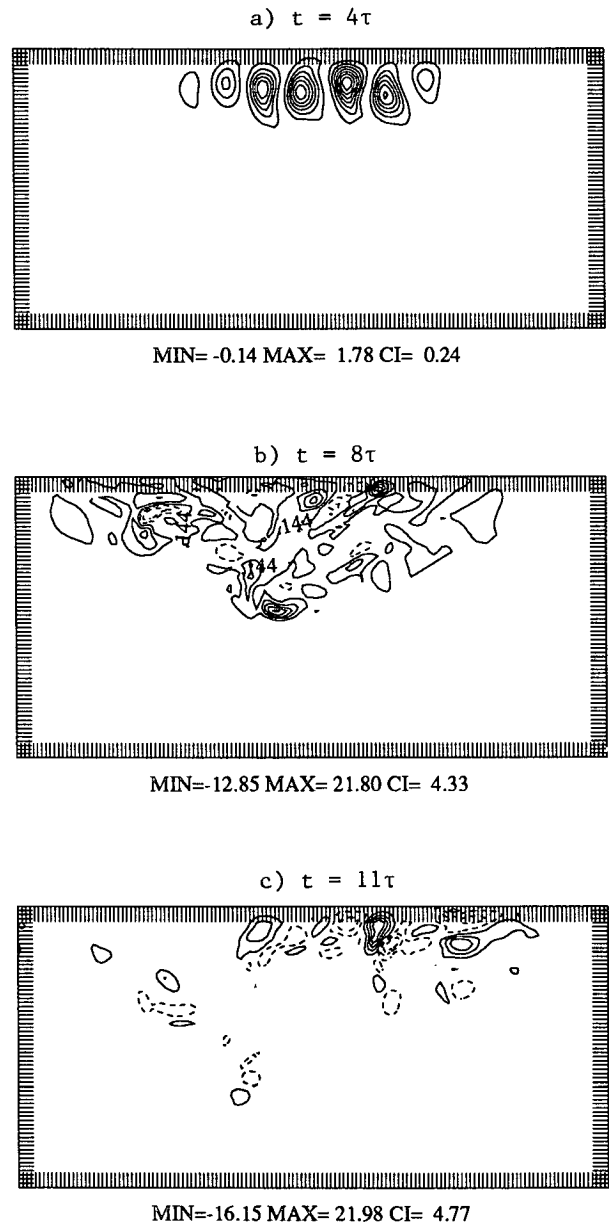 a) t = 4τ
MIN= -0.14 MAX= 1.78 CI= 0.24
b) t = 8τ
.144
.144
MIN=-12.85 MAX= 21.80 CI= 4.33
c) t = 11τ
MIN=-16.15 MAX= 21.98 CI= 4.77